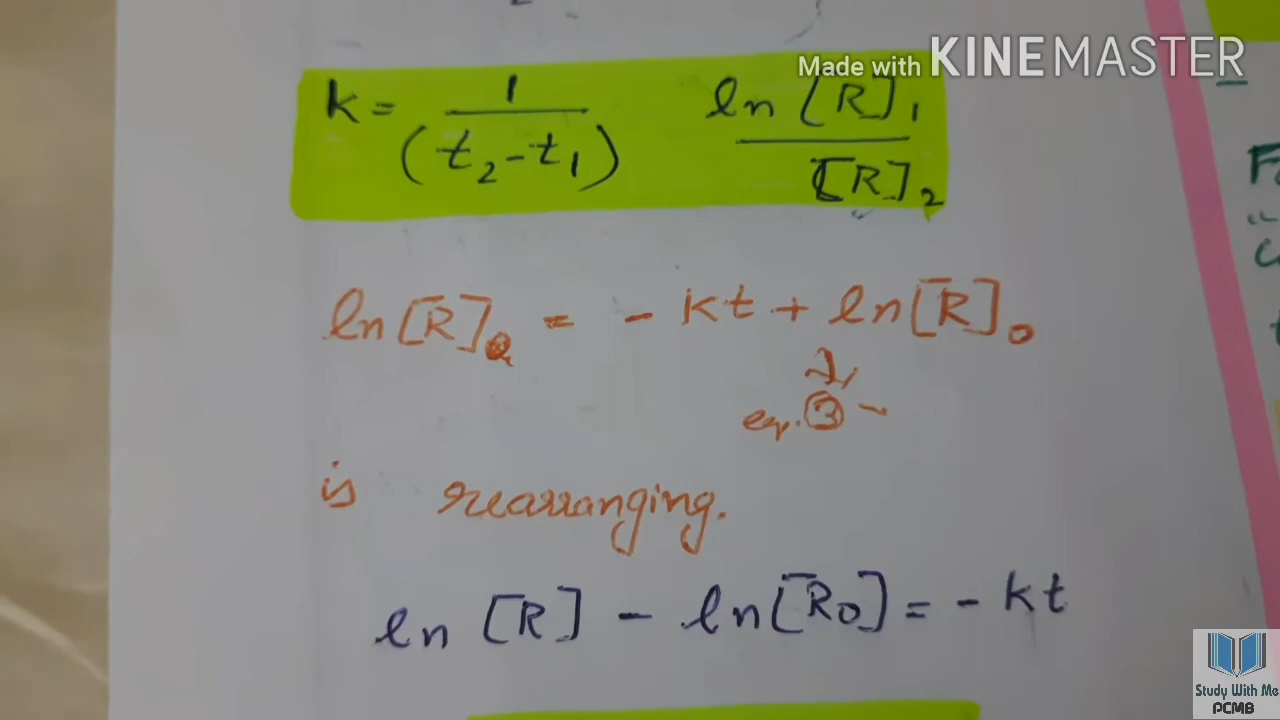 Made with KINEMASTER
k = 1/(t₂-t₁) ln [R]₁/[R]₂
ln[R] = - kt + ln[R]₀
eq. ③
is rearranging.
ln [R] - ln[R₀] = - kt
Study With Me
PCMB